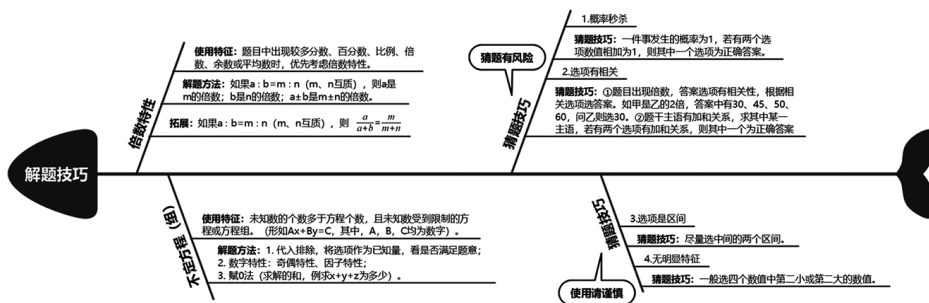 解题技巧
倍数特性
使用特征：题目中出现较多分数、百分数、比例、倍
数、余数或平均数时，优先考虑倍数特性。
解题方法：如果a : b=m : n（m、n互质），则a是
m的倍数；b是n的倍数；a±b是m±n的倍数。
拓展：如果a : b=m : n（m、n互质），则 a/(a+b)=m/(m+n)
猜题有风险
猜题技巧
1.概率秒杀
猜题技巧：一件事发生的概率为1，若有两个选
项数值相加为1，则其中一个选项为正确答案。
2.选项有相关
猜题技巧：①题目出现倍数，答案选项有相关性，根据相
关选项选答案。如甲是乙的2倍，答案中有30、45、50、
60，问乙则选30。②题干主语有加和关系，求其中某一
主语，若有两个选项有加和关系，则其中一个为正确答案
不定方程（组）
使用特征：未知数的个数多于方程个数，且未知数受到限制的方
程或方程组。（形如Ax+By=C，其中，A，B，C均为数字）。
解题方法：1. 代入排除，将选项作为已知量，看是否满足题意；
2. 数字特性：奇偶特性、因子特性；
3. 赋0法（求解的和，例求x+y+z为多少）。
猜题技巧
使用请谨慎
3.选项是区间
猜题技巧：尽量选中间的两个区间。
4.无明显特征
猜题技巧：一般选四个数值中第二小或第二大的数值。